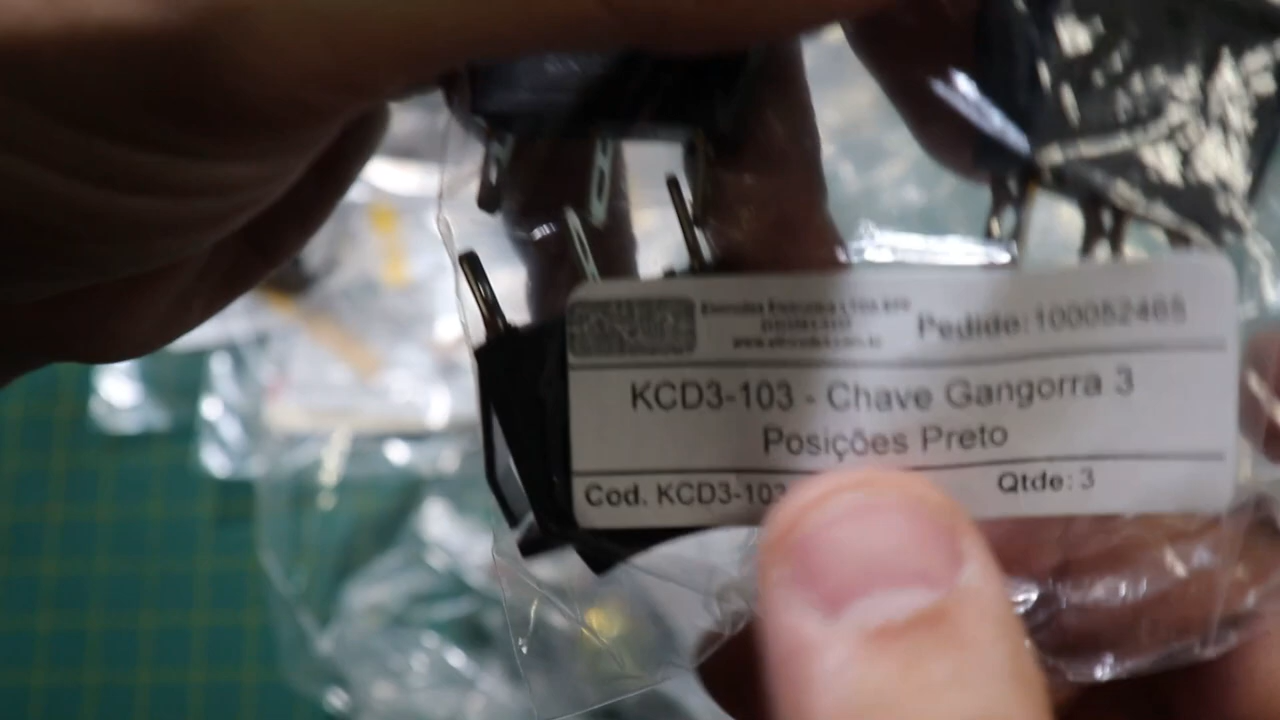 Pedido: 100052465
KCD3-103 - Chave Gangorra 3
Posições Preto
Cod. KCD3-103
Qtde: 3